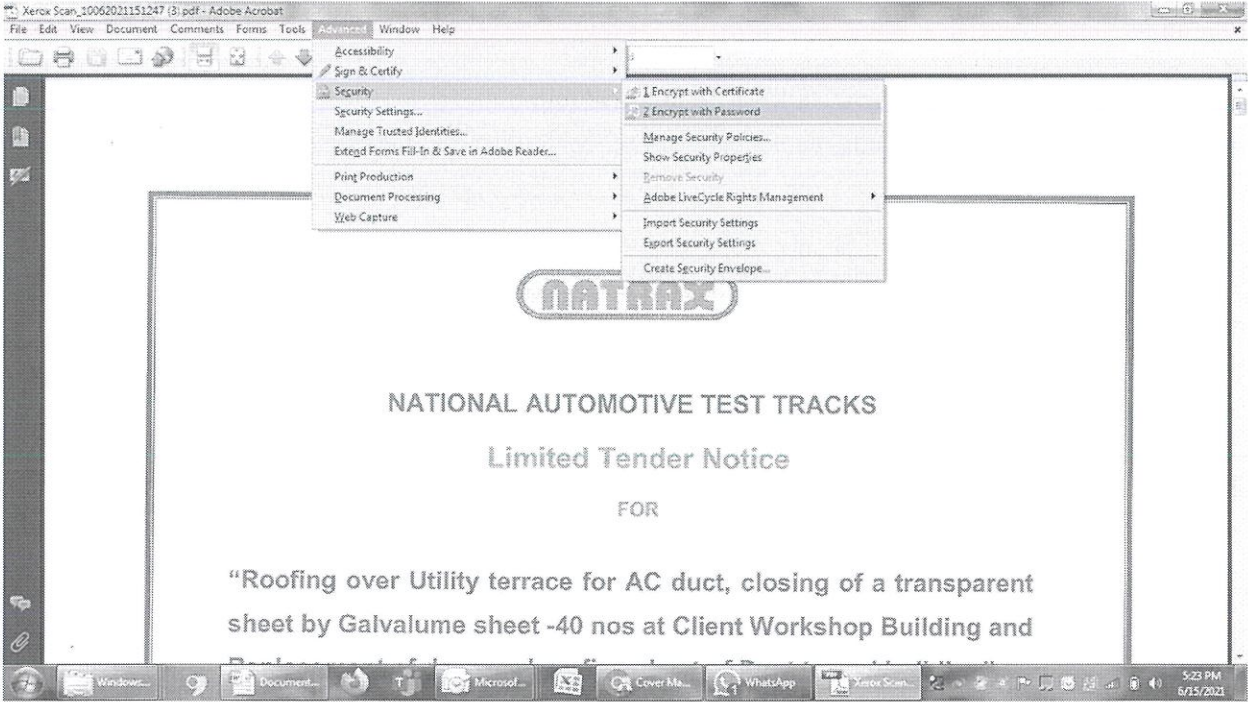 Xerox Scan_10062021151247 (3).pdf - Adobe Acrobat
File Edit View Document Comments Forms Tools Advanced Window Help
Accessibility
Sign & Certify
Security
Security Settings...
Manage Trusted Identities...
Extend Forms Fill-In & Save in Adobe Reader...
Print Production
Document Processing
Web Capture
1 Encrypt with Certificate
2 Encrypt with Password
Manage Security Policies...
Show Security Properties
Remove Security
Adobe LiveCycle Rights Management
Import Security Settings
Export Security Settings
Create Security Envelope...
NATRAX
NATIONAL AUTOMOTIVE TEST TRACKS
Limited Tender Notice
FOR
“Roofing over Utility terrace for AC duct, closing of a transparent
sheet by Galvalume sheet -40 nos at Client Workshop Building and
Windows... Document... Microsof... Cover Ma... WhatsApp Xerox Scan...
5:23 PM
6/15/2021